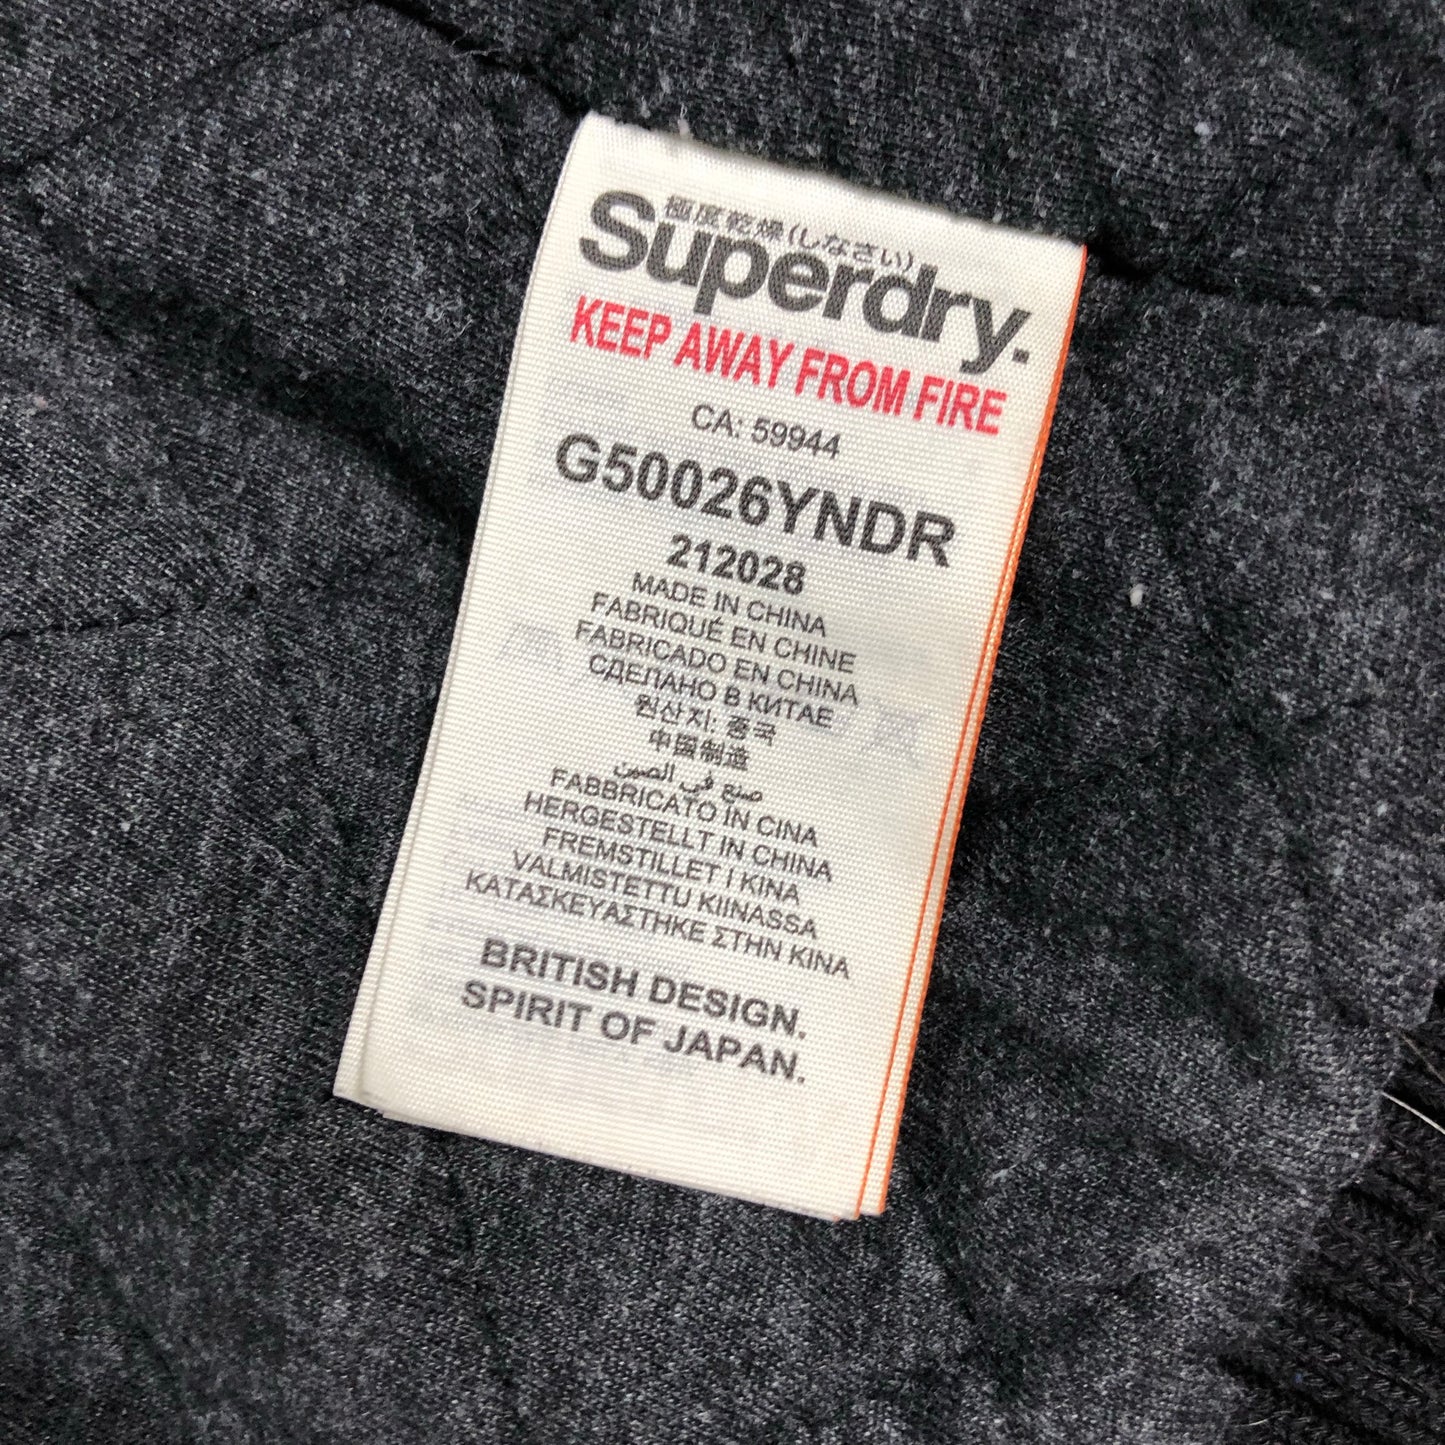 極度乾燥(しなさい)
Superdry.
KEEP AWAY FROM FIRE
CA: 59944
G50026YNDR
212028
MADE IN CHINA
FABRIQUÉ EN CHINE
FABRICADO EN CHINA
СДЕЛАНО В КИТАЕ
원산지: 중국
中国制造
صنع في الصين
FABBRICATO IN CINA
HERGESTELLT IN CHINA
FREMSTILLET I KINA
VALMISTETTU KIINASSA
ΚΑΤΑΣΚΕΥΑΣΤΗΚΕ ΣΤΗΝ ΚΙΝΑ
BRITISH DESIGN.
SPIRIT OF JAPAN.